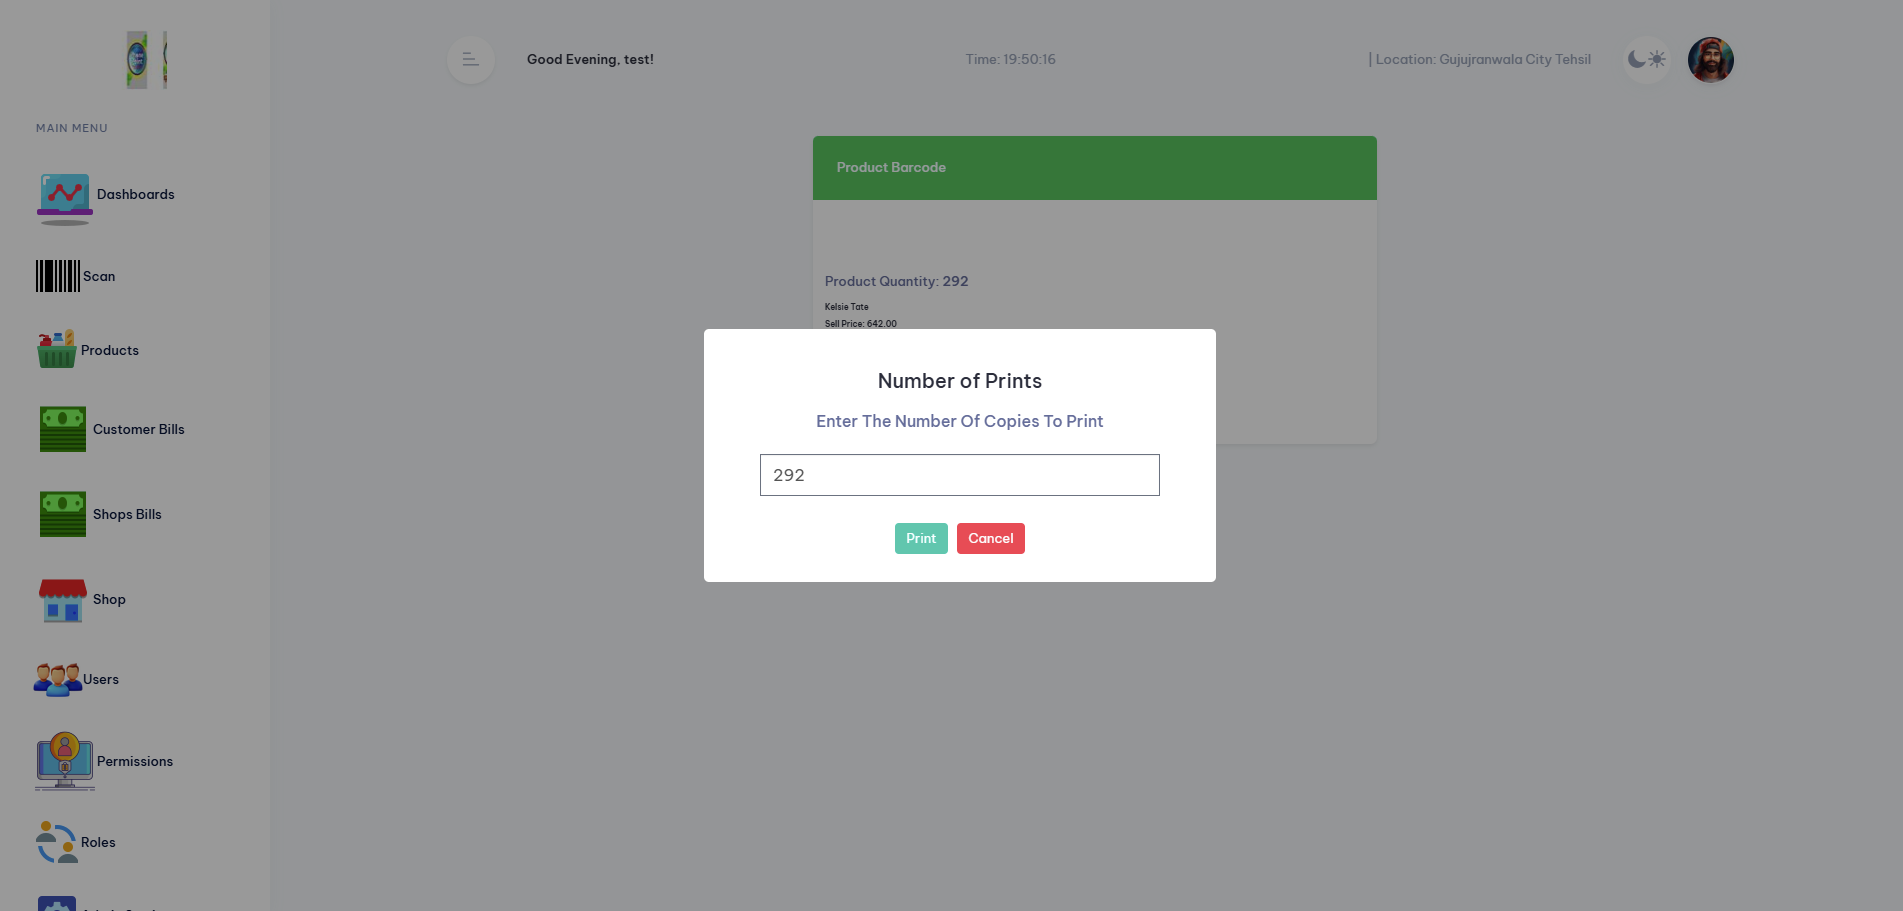 Good Evening, test!
Time: 19:50:16
| Location: Gujujranwala City Tehsil
MAIN MENU
Dashboards
Scan
Products
Customer Bills
Shops Bills
Shop
Users
Permissions
Roles
Product Barcode
Product Quantity: 292
Kelsie Tate
Sell Price: 642.00
Number of Prints
Enter The Number Of Copies To Print
292
Print
Cancel